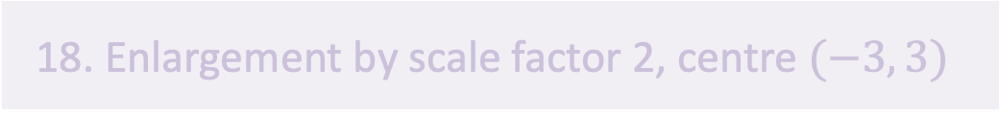 18. Enlargement by scale factor 2, centre (−3, 3)